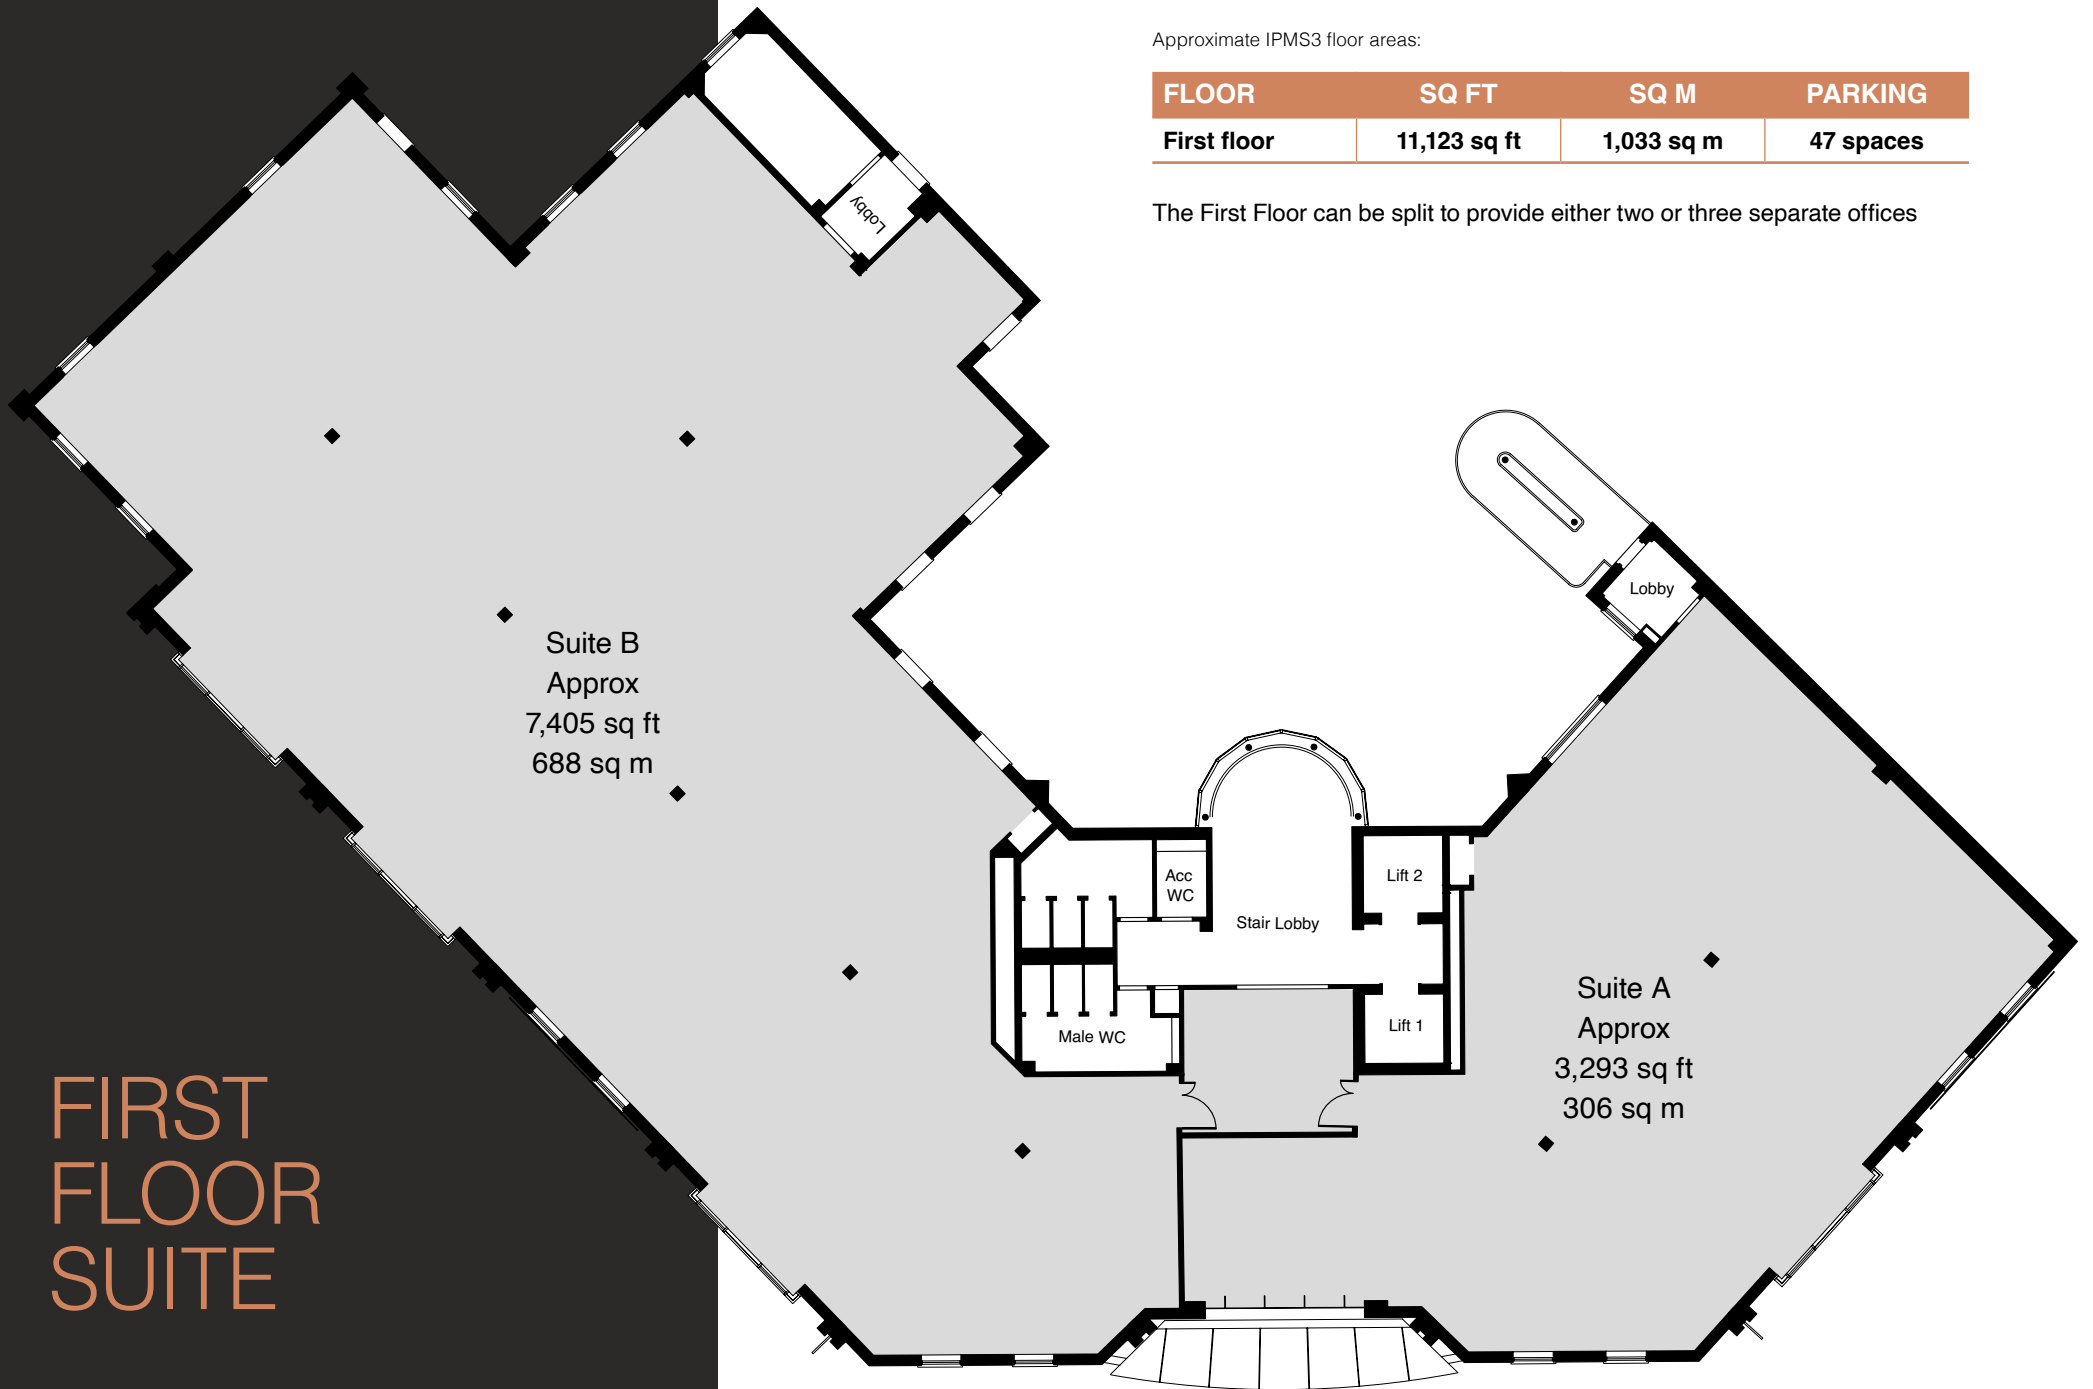 Approximate IPMS3 floor areas:
FLOOR SQ FT SQ M PARKING
First floor 11,123 sq ft 1,033 sq m 47 spaces
The First Floor can be split to provide either two or three separate offices
Lobby
Lobby
Suite B
Approx
7,405 sq ft
688 sq m
Acc
WC
Stair Lobby
Lift 2
Lift 1
Male WC
Suite A
Approx
3,293 sq ft
306 sq m
FIRST
FLOOR
SUITE